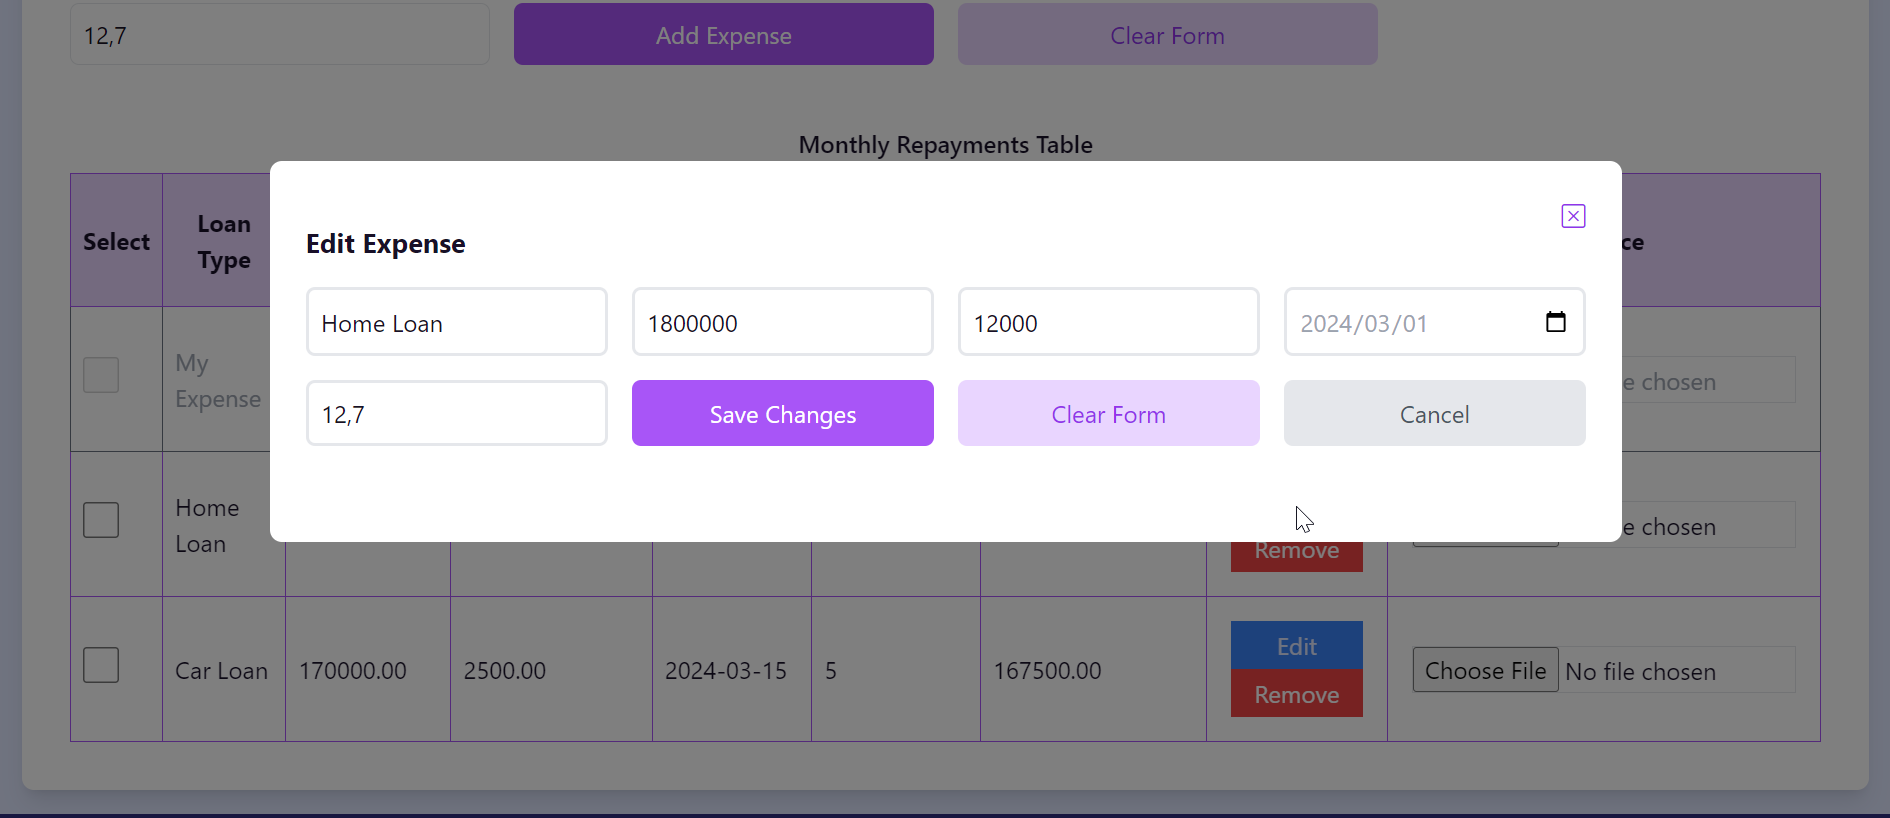 12,7
Add Expense
Clear Form
Monthly Repayments Table
Select
Loan
Type
ce
Edit Expense
Home Loan
1800000
12000
2024/03/01
12,7
Save Changes
Clear Form
Cancel
My
Expense
e chosen
Home
Loan
Remove
e chosen
Car Loan
170000.00
2500.00
2024-03-15
5
167500.00
Edit
Remove
Choose File
No file chosen